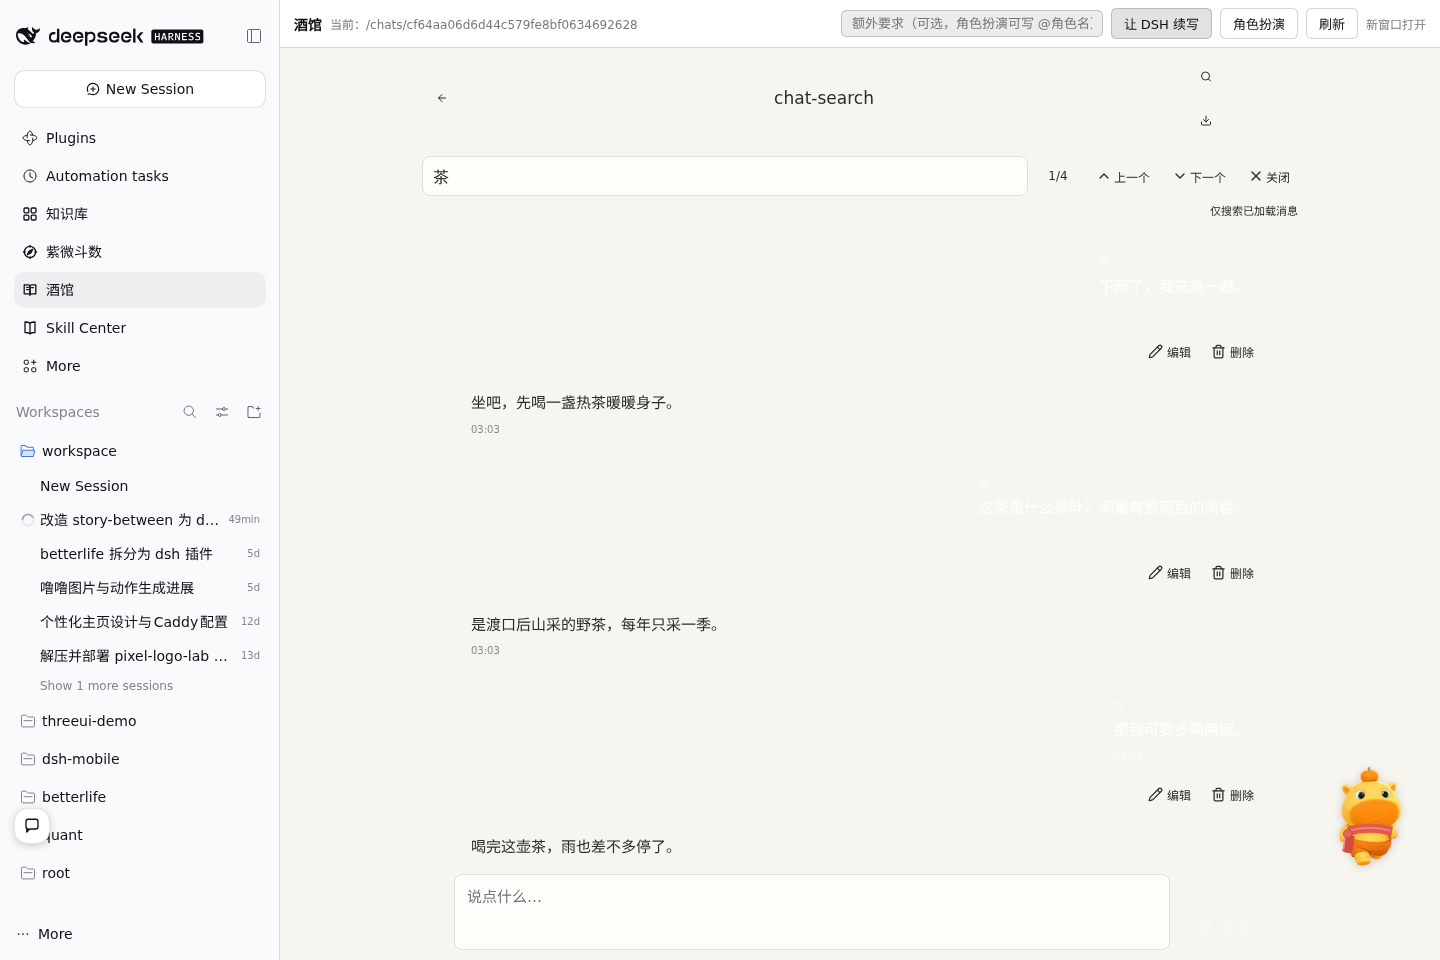 deepseek HARNESS
New Session
Plugins
Automation tasks
知识库
紫微斗数
酒馆
Skill Center
More
Workspaces
workspace
New Session
改造 story-between 为 d... 49min
betterlife 拆分为 dsh 插件 5d
噜噜图片与动作生成进展 5d
个性化主页设计与Caddy配置 12d
解压并部署 pixel-logo-lab ... 13d
Show 1 more sessions
threeui-demo
dsh-mobile
betterlife
quant
root
More
酒馆 当前：/chats/cf64aa06d6d44c579fe8bf0634692628
额外要求（可选，角色扮演可写 @角色名
让 DSH 续写
角色扮演
刷新
新窗口打开
chat-search
茶
1/4
上一个
下一个
关闭
仅搜索已加载消息
下雨了，我来避一避。
编辑 删除
坐吧，先喝一盏热茶暖暖身子。
03:03
这茶是什么茶叶？闻着有股雨后的清香。
编辑 删除
是渡口后山采的野茶，每年只采一季。
03:03
那我可要多喝两碗。
编辑 删除
喝完这壶茶，雨也差不多停了。
说点什么...
发送